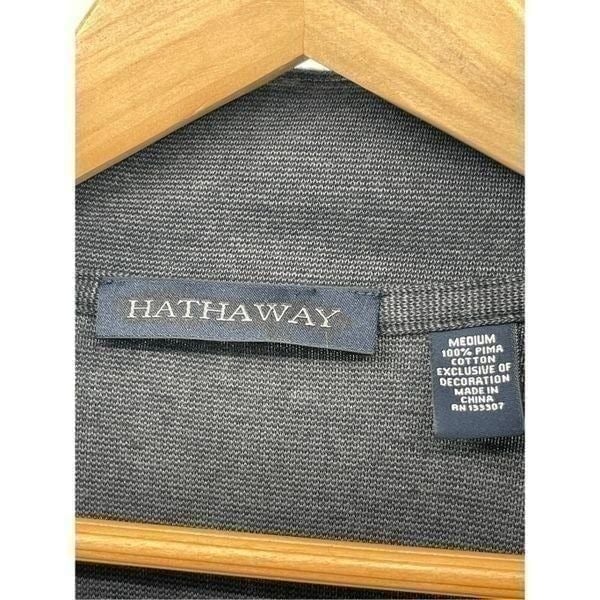 HATHAWAY
MEDIUM
100% PIMA
COTTON
EXCLUSIVE OF
DECORATION
MADE IN
CHINA
RN 133307